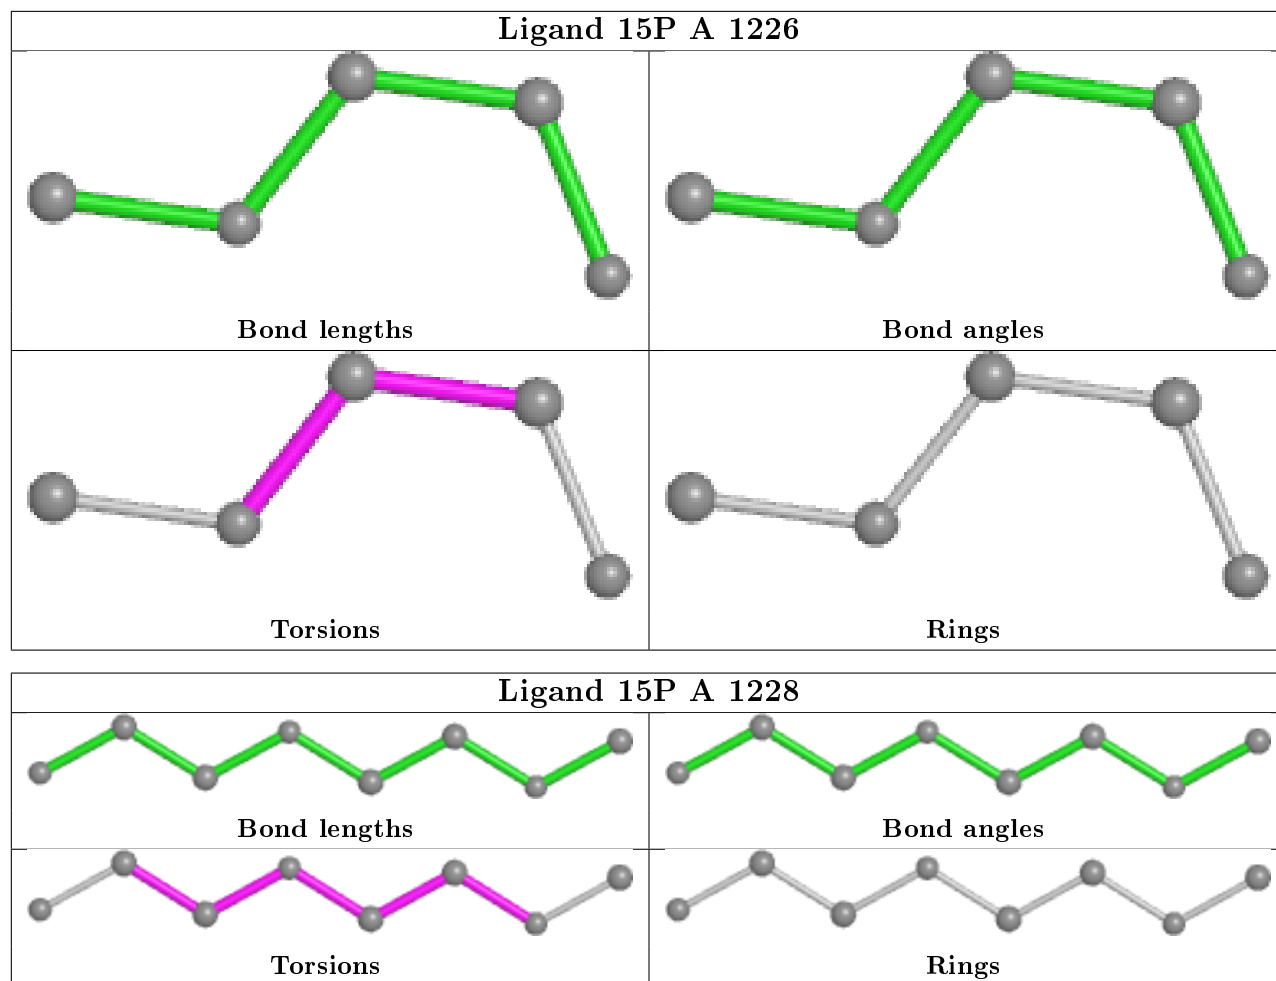 Ligand 15P A 1226
Bond lengths
Bond angles
Torsions
Rings
Ligand 15P A 1228
Bond lengths
Bond angles
Torsions
Rings